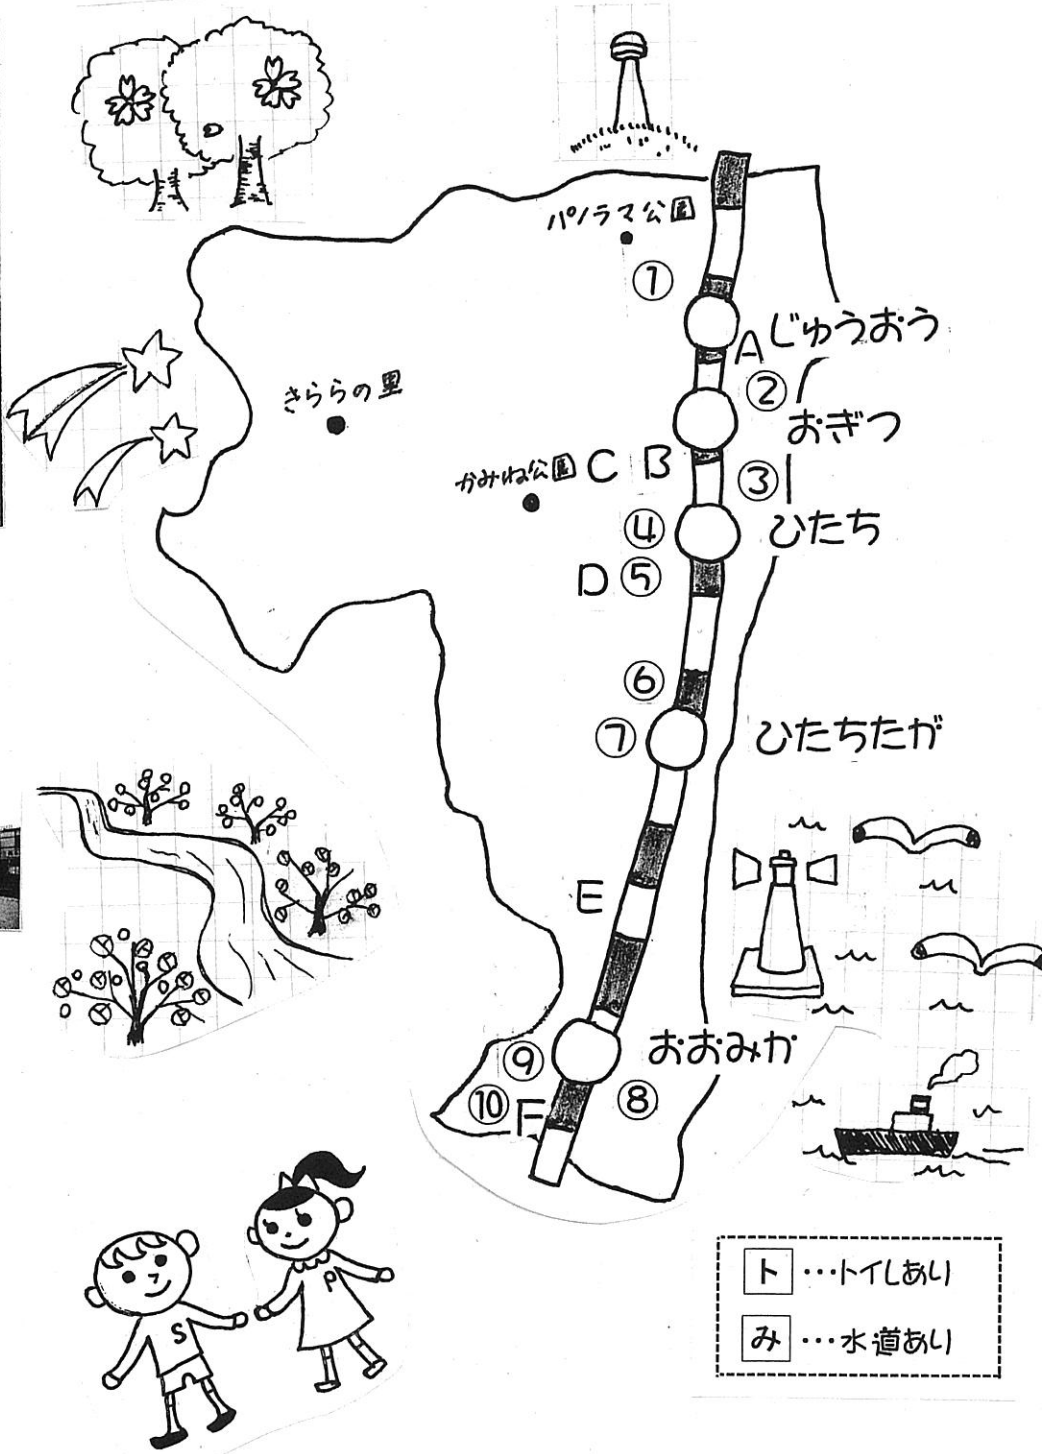 パノラマ公園
①
じゅうおう
A
②
きららの里
おぎつ
かみね公園
C
B
③
④
ひたち
D
⑤
⑥
⑦
ひたちたが
E
おおみか
⑨
⑩
F
⑧
P
S
ト…トイレあり
み…水道あり